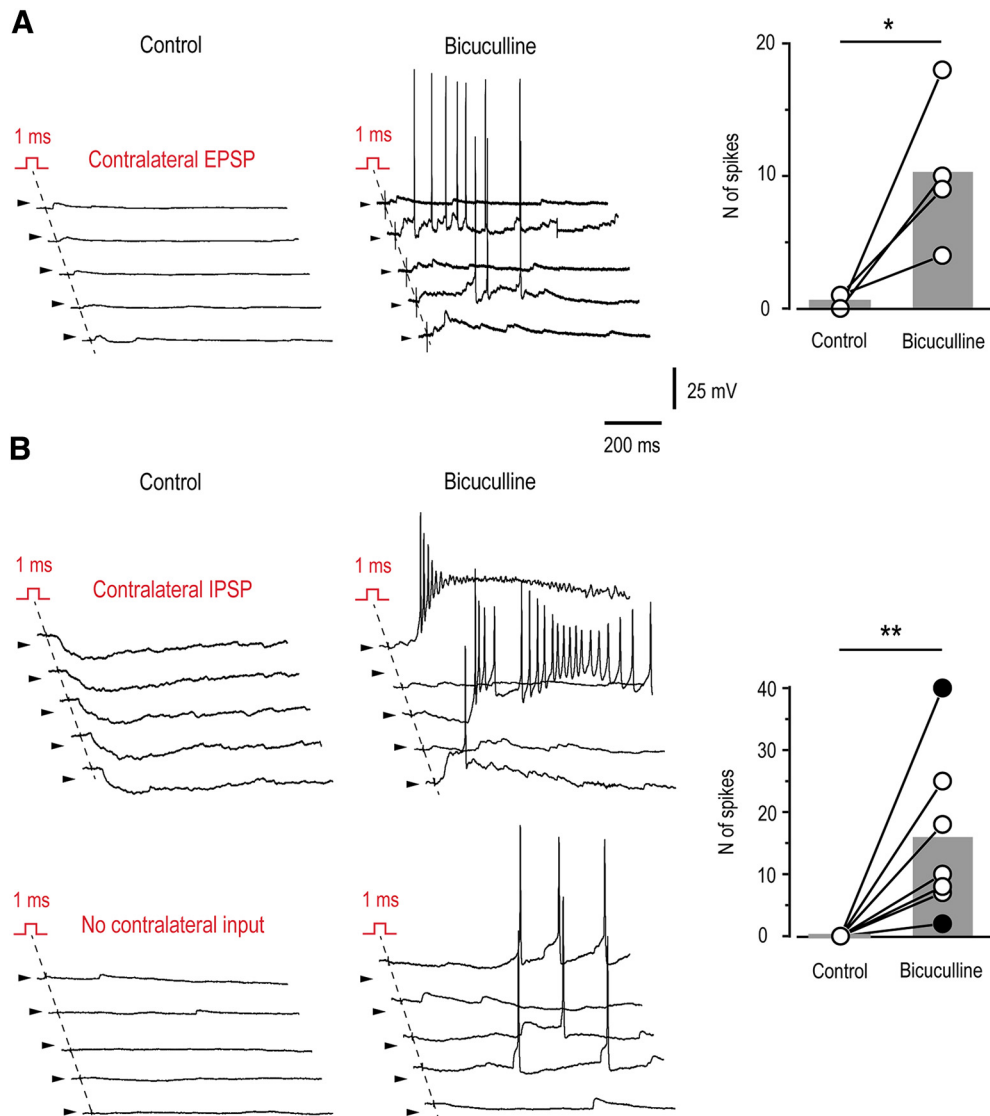 A
Control
Bicuculline
1 ms
Contralateral EPSP
1 ms
*
20
10
0
N of spikes
Control
Bicuculline
25 mV
200 ms
B
Control
Bicuculline
1 ms
Contralateral IPSP
1 ms
**
40
30
20
10
0
N of spikes
Control
Bicuculline
1 ms
No contralateral input
1 ms